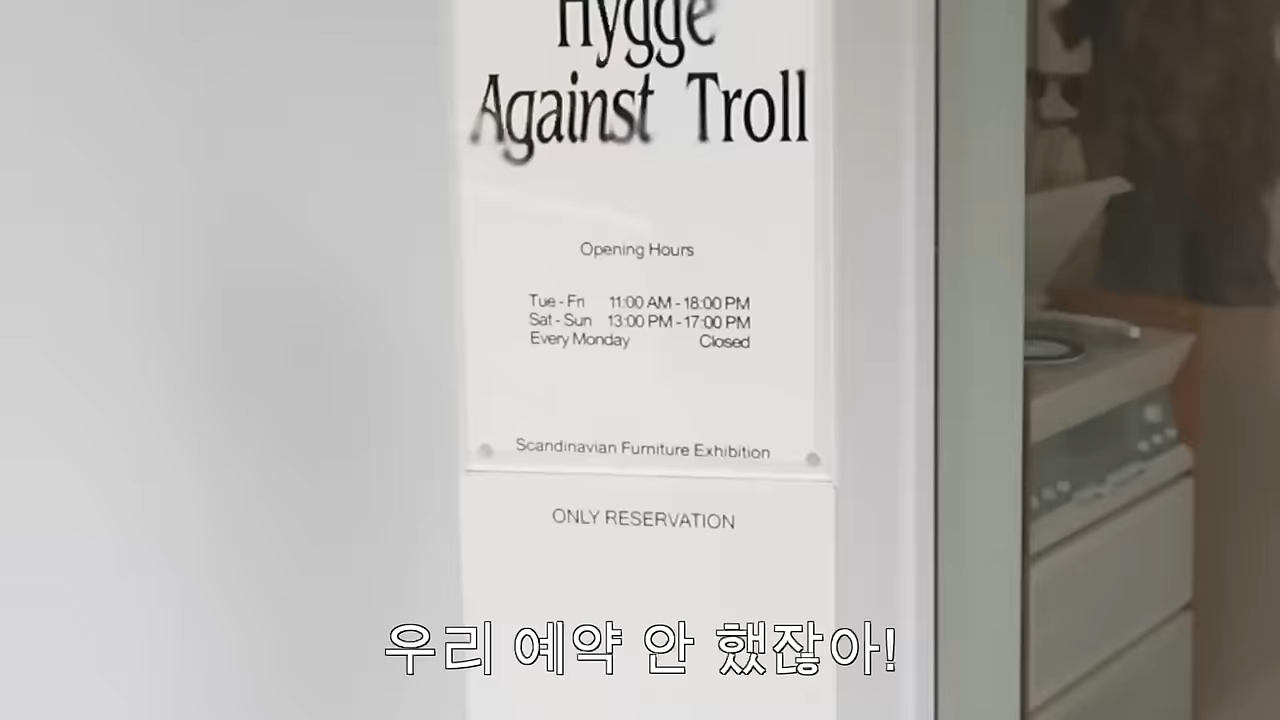 Hygge
Against Troll
Opening Hours
Tue - Fri 11:00 AM - 18:00 PM
Sat - Sun 13:00 PM - 17:00 PM
Every Monday Closed
Scandinavian Furniture Exhibition
ONLY RESERVATION
우리 예약 안 했잖아!